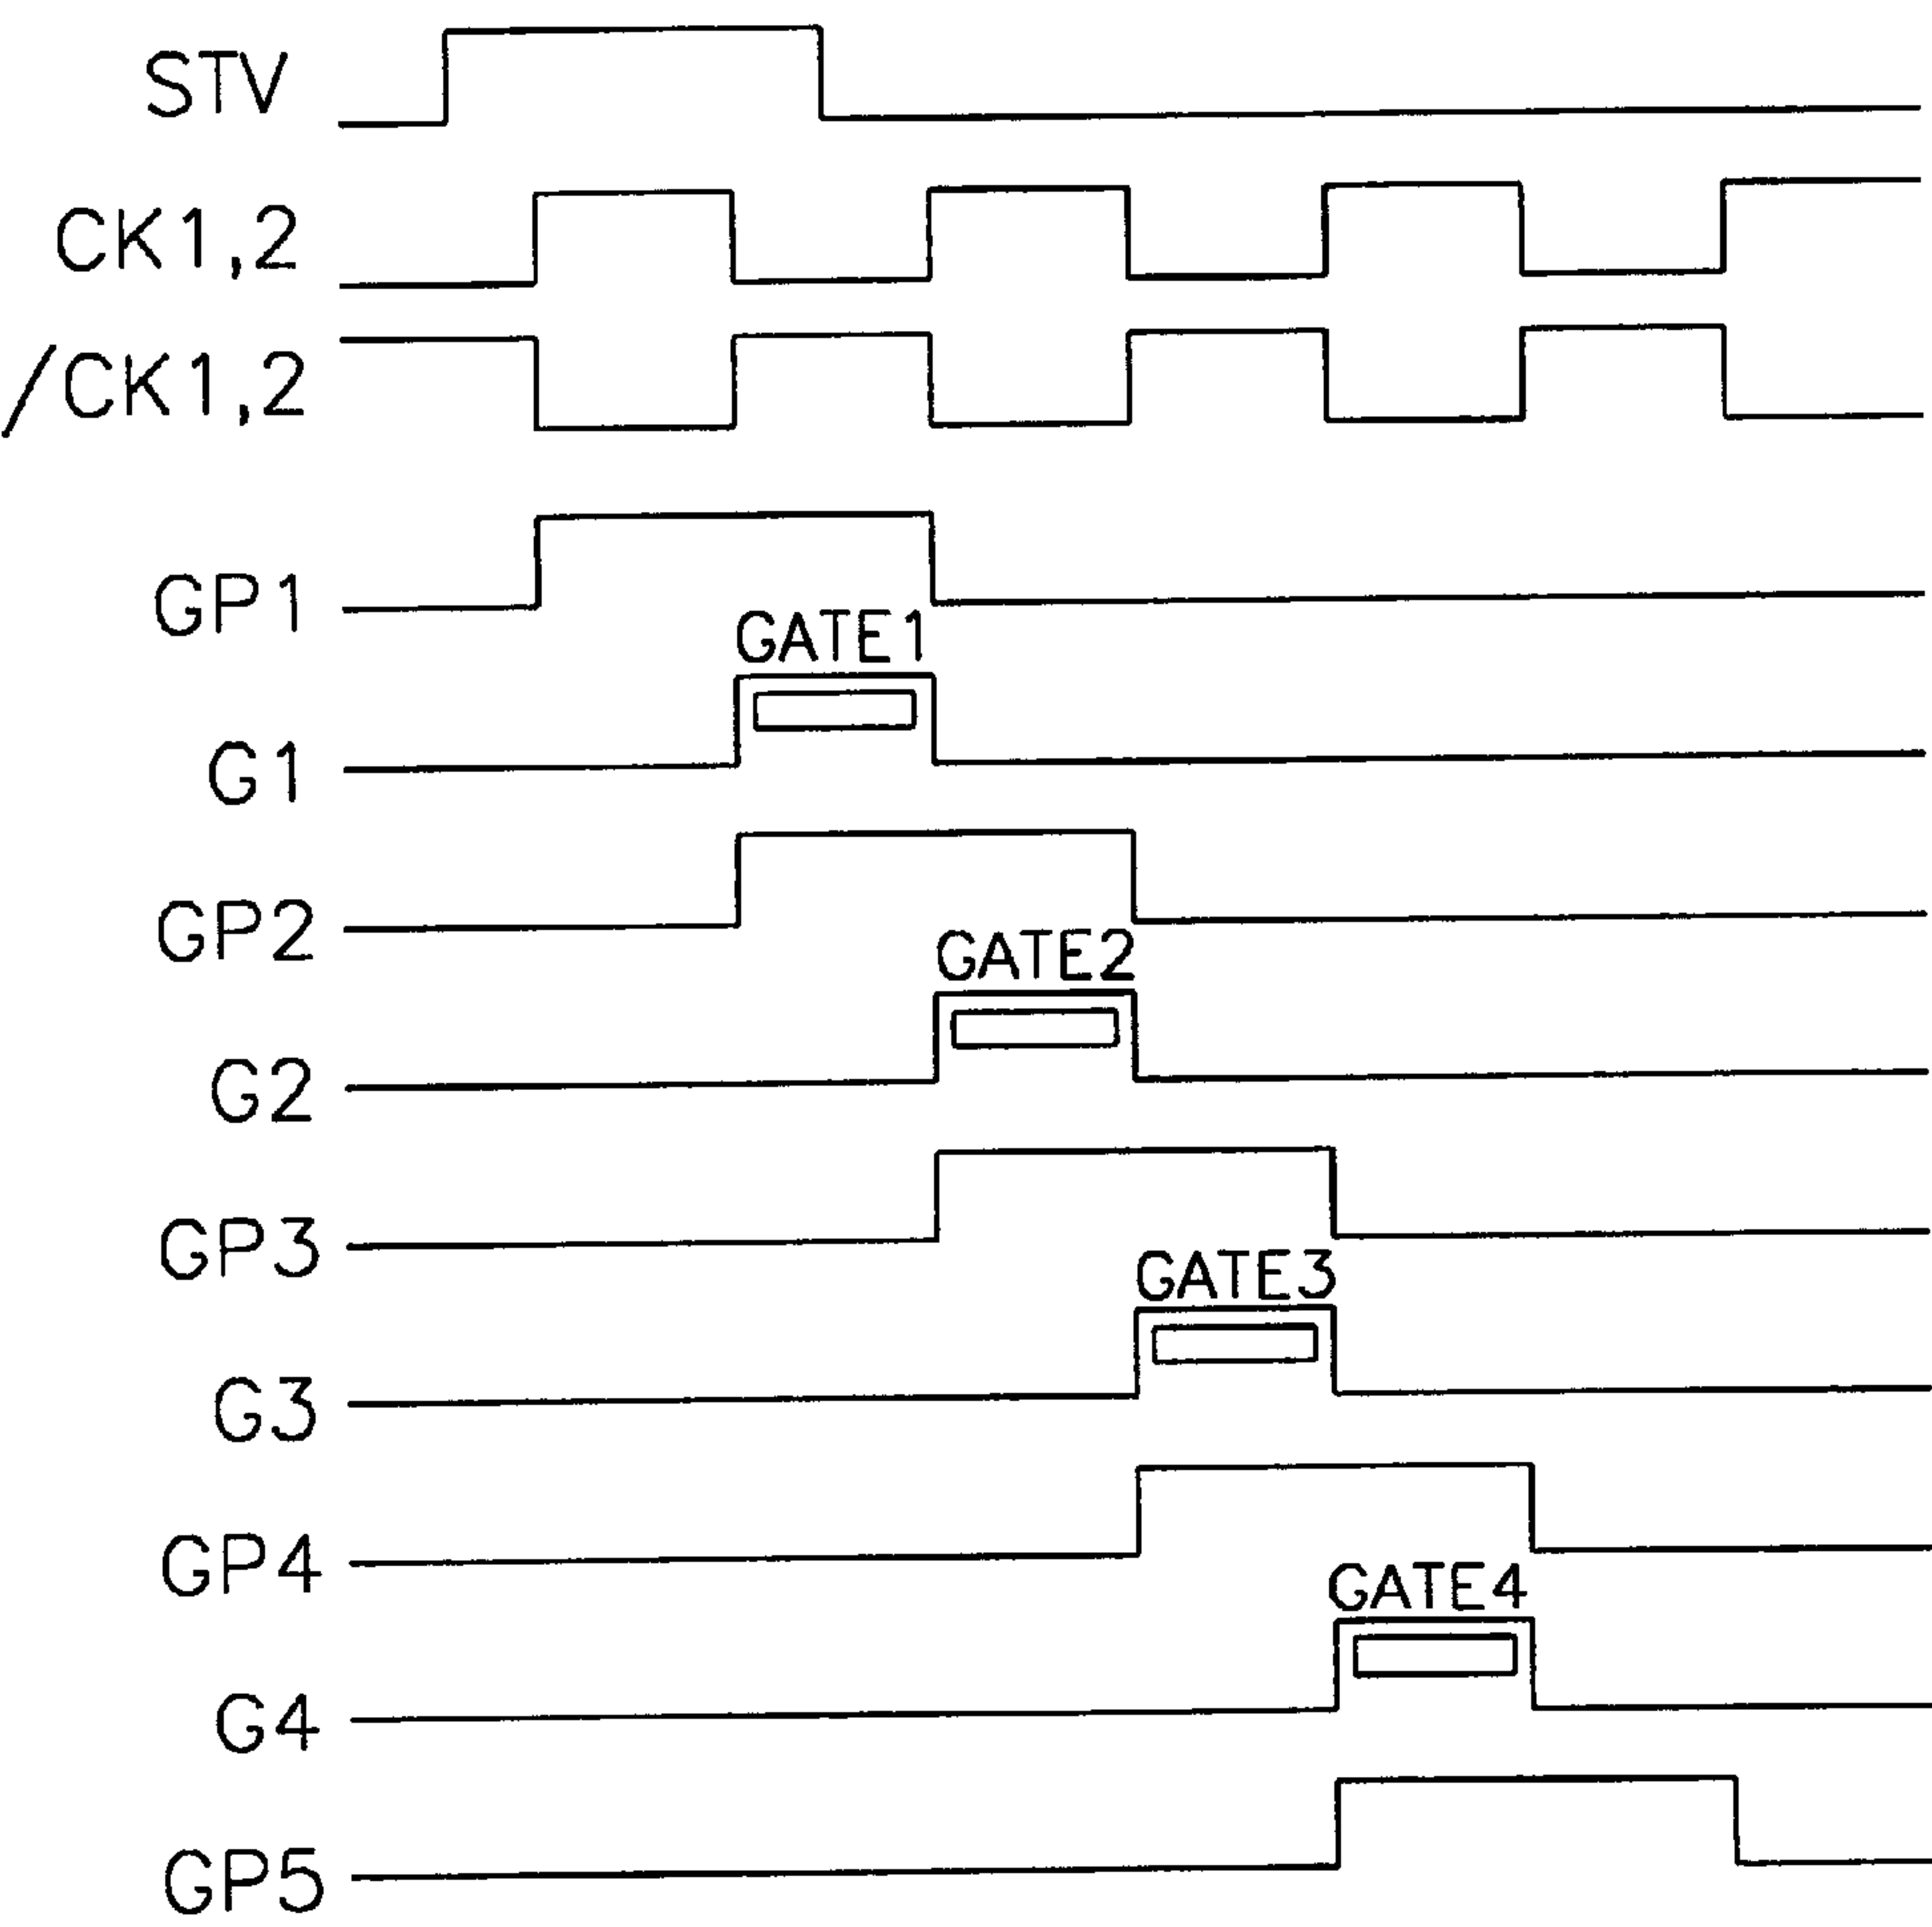 STV
CK1,2
/CK1,2
GP1
GATE1
G1
GP2
GATE2
G2
GP3
GATE3
G3
GP4
GATE4
G4
GP5